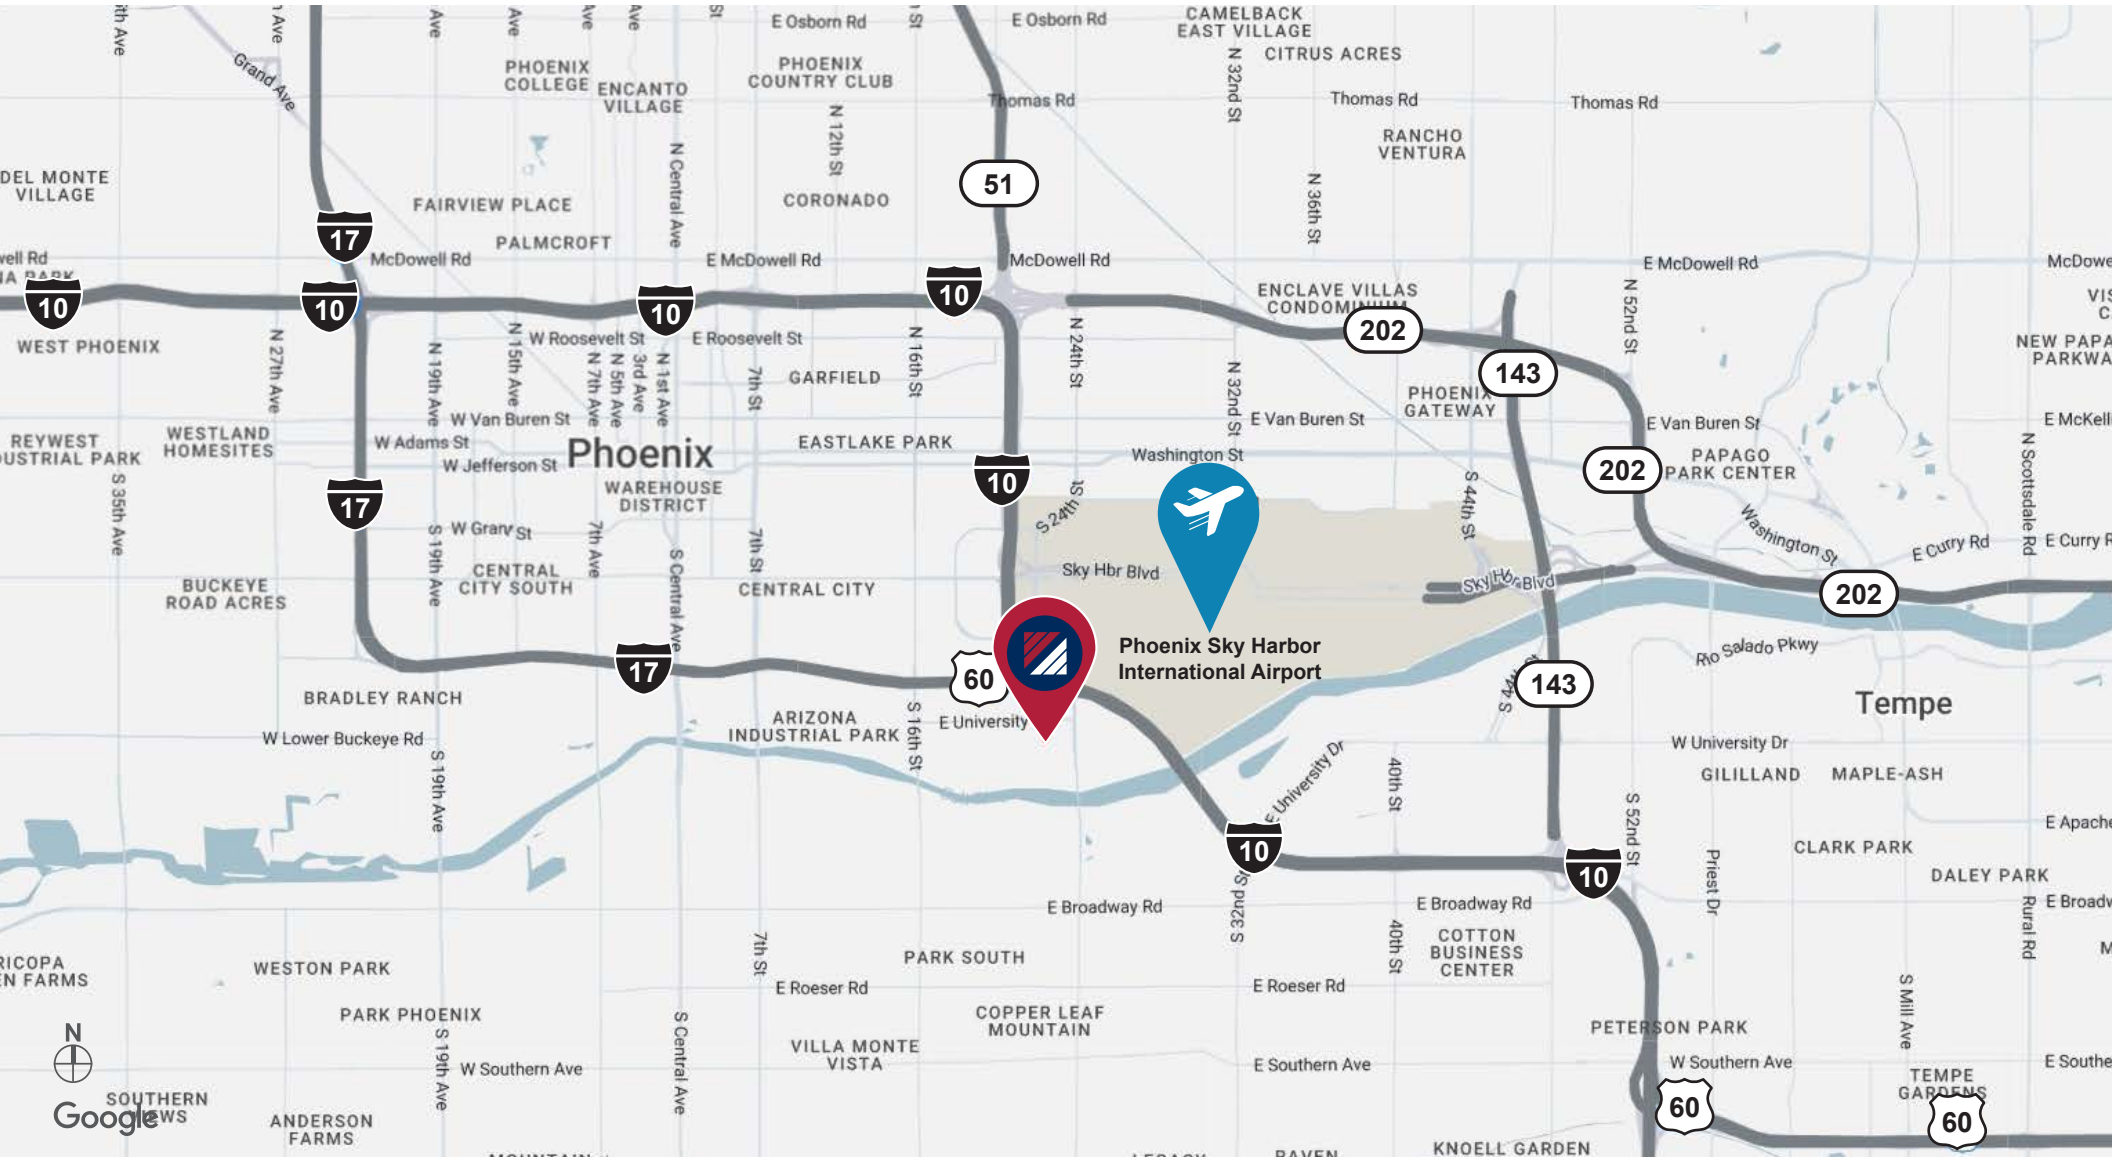 Ave
Ave
Ave
Ave
Ave
St
E Osborn Rd
St
E Osborn Rd
CAMELBACK
EAST VILLAGE
CITRUS ACRES
Grand Ave
PHOENIX
COLLEGE
ENCANTO
VILLAGE
PHOENIX
COUNTRY CLUB
N 12th St
Thomas Rd
N 32nd St
Thomas Rd
Thomas Rd
RANCHO
VENTURA
DEL MONTE
VILLAGE
FAIRVIEW PLACE
PALMCROFT
N Central Ave
CORONADO
51
N 36th St
17
McDowell Rd
E McDowell Rd
McDowell Rd
E McDowell Rd
10
10
10
10
ENCLAVE VILLAS
CONDOMINIUM
202
143
N 52nd St
WEST PHOENIX
N 27th Ave
N 19th Ave
N 15th Ave
W Roosevelt St
N 7th Ave
N 5th Ave
3rd Ave
N 1st Ave
E Roosevelt St
7th St
GARFIELD
N 16th St
N 24th St
N 32nd St
PHOENIX
GATEWAY
W Van Buren St
E Van Buren St
E Van Buren St
REYWEST
WESTLAND
HOMESITES
W Adams St
W Jefferson St
Phoenix
EASTLAKE PARK
Washington St
202
PAPAGO
PARK CENTER
N Scottsdale Rd
S 35th Ave
17
WAREHOUSE
DISTRICT
10
S 24th St
S 44th St
Washington St
E Curry Rd
S 19th Ave
7th Ave
7th St
S Central Ave
CENTRAL
CITY SOUTH
CENTRAL CITY
Sky Hbr Blvd
Sky Hbr Blvd
BUCKEYE
ROAD ACRES
202
Phoenix Sky Harbor
International Airport
Rio Salado Pkwy
17
60
143
BRADLEY RANCH
W Lower Buckeye Rd
ARIZONA
INDUSTRIAL PARK
S 16th St
E University
Tempe
W University Dr
GILILLAND
MAPLE-ASH
S 19th Ave
E University Dr
40th St
S 52nd St
10
10
CLARK PARK
DALEY PARK
Priest Dr
Rural Rd
E Broadway Rd
S 32nd St
E Broadway Rd
40th St
COTTON
BUSINESS
CENTER
WESTON PARK
7th St
PARK SOUTH
E Roeser Rd
E Roeser Rd
S Mill Ave
PARK PHOENIX
S 19th Ave
S Central Ave
COPPER LEAF
MOUNTAIN
PETERSON PARK
N
VILLA MONTE
VISTA
W Southern Ave
E Southern Ave
W Southern Ave
TEMPE
GARDENS
60
60
SOUTHERN
Google
ANDERSON
FARMS
KNOELL GARDEN